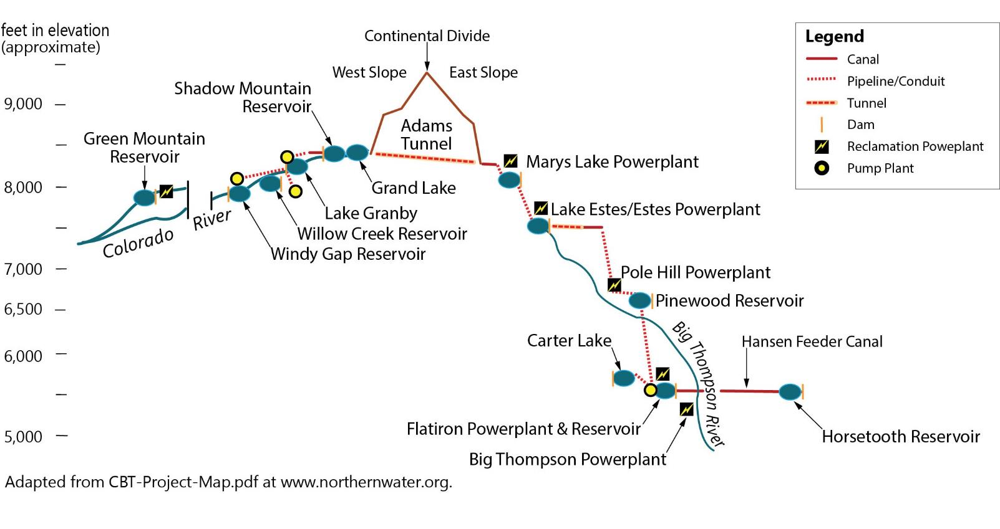 feet in elevation
(approximate)
9,000
8,000
7,000
6,500
6,000
5,000
Continental Divide
West Slope
East Slope
Shadow Mountain
Reservoir
Green Mountain
Reservoir
Adams
Tunnel
Marys Lake Powerplant
Grand Lake
Lake Granby
Willow Creek Reservoir
Windy Gap Reservoir
Colorado River
Lake Estes/Estes Powerplant
Pole Hill Powerplant
Pinewood Reservoir
Big Thompson River
Carter Lake
Hansen Feeder Canal
Flatiron Powerplant & Reservoir
Big Thompson Powerplant
Horsetooth Reservoir
Legend
Canal
Pipeline/Conduit
Tunnel
Dam
Reclamation Poweplant
Pump Plant
Adapted from CBT-Project-Map.pdf at www.northernwater.org.